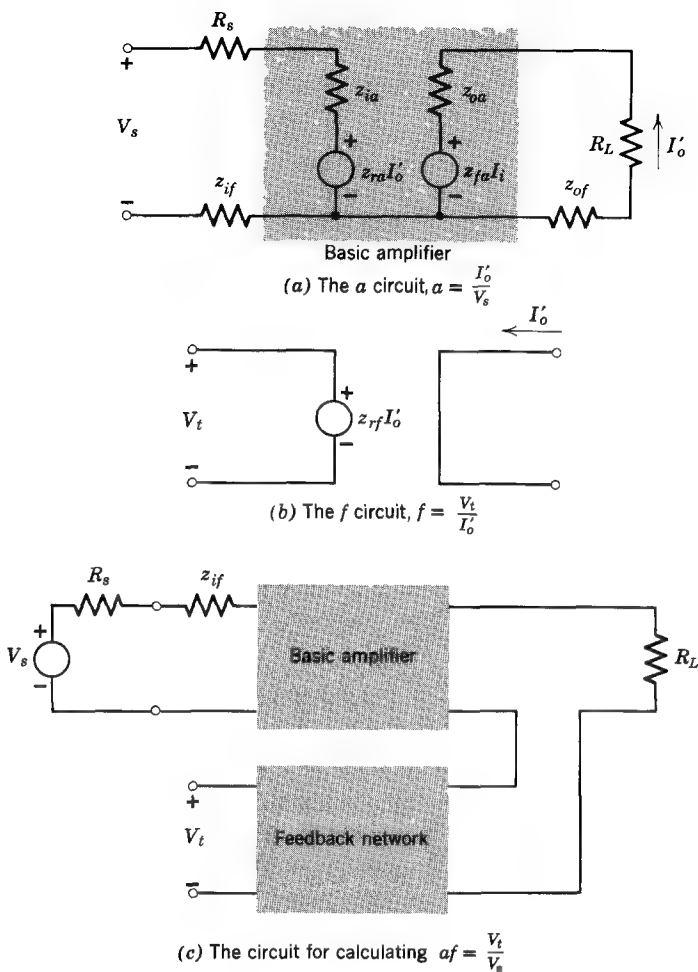 R_s
+
V_s
−
z_if
z_ia
+
z_ra I'_o
−
z_oa
+
z_fa I_i
−
R_L
I'_o
z_of
Basic amplifier
(a) The a circuit, a = I'_o / V_s
I'_o
+
V_t
−
+
z_rf I'_o
−
(b) The f circuit, f = V_t / I'_o
R_s
z_if
+
V_s
−
Basic amplifier
R_L
+
V_t
−
Feedback network
(c) The circuit for calculating af = V_t / V_s